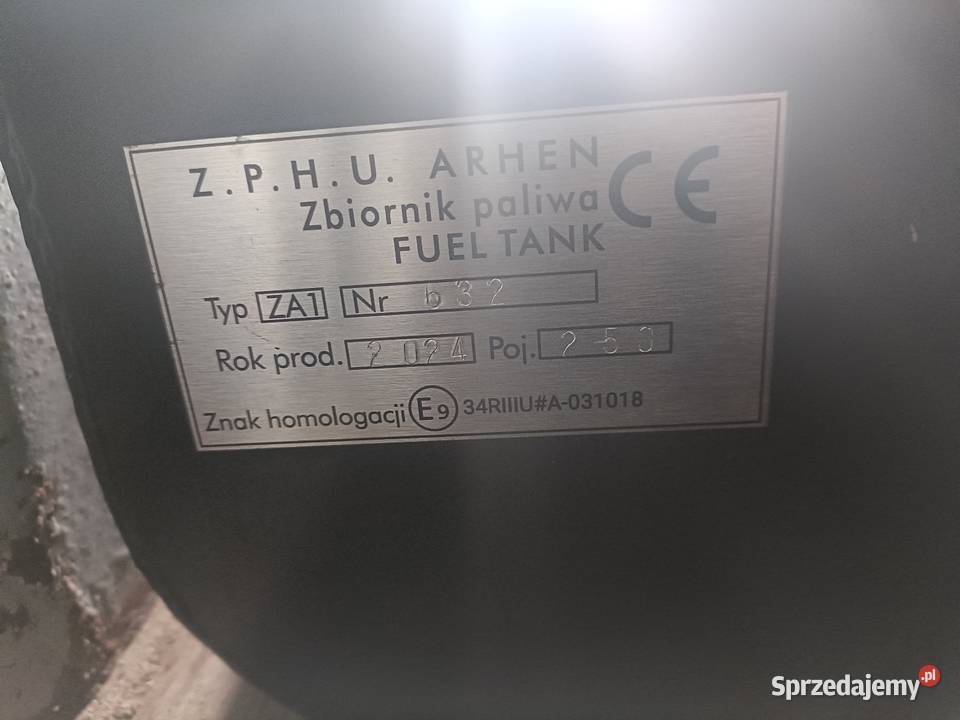 Z.P.H.U. ARHEN
Zbiornik paliwa CE
FUEL TANK
Typ ZA1 Nr 632
Rok prod. 2024 Poj. 250
Znak homologacji E9 34RIIIU#A-031018
Sprzedajemy.pl